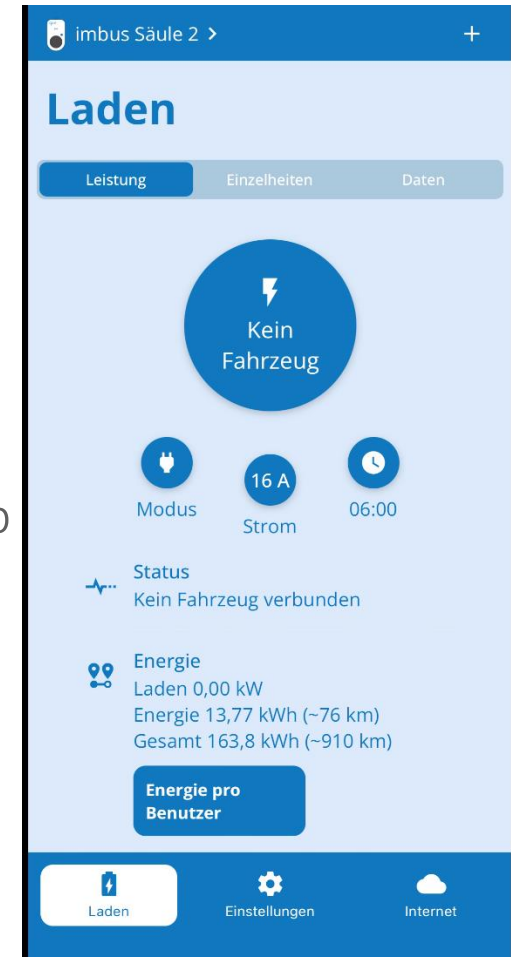 imbus Säule 2 >
+
Laden
Leistung Einzelheiten Daten
Kein
Fahrzeug
16 A
Modus Strom 06:00
Status
Kein Fahrzeug verbunden
Energie
Laden 0,00 kW
Energie 13,77 kWh (~76 km)
Gesamt 163,8 kWh (~910 km)
Energie pro
Benutzer
Laden Einstellungen Internet